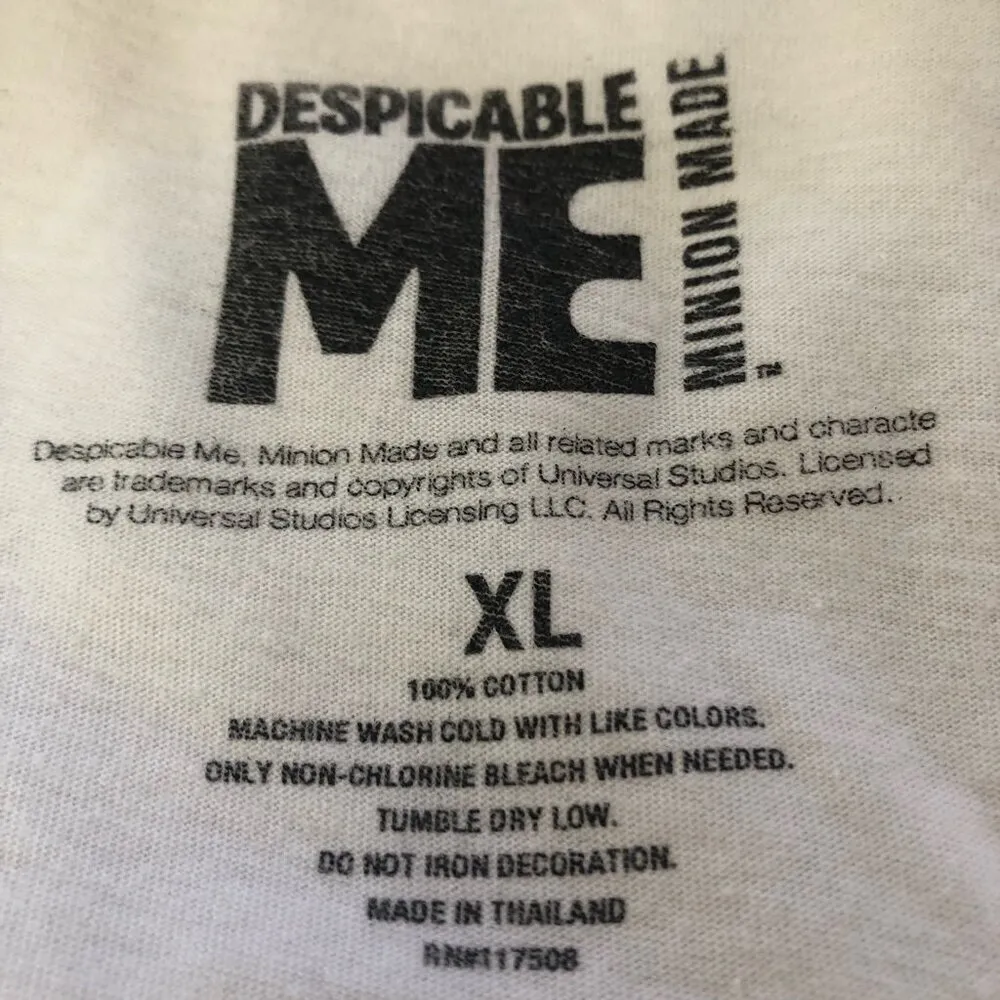 DESPICABLE
ME
MINION MADE
™
Despicable Me, Minion Made and all related marks and characte
are trademarks and copyrights of Universal Studios. Licensed
by Universal Studios Licensing LLC. All Rights Reserved.
XL
100% COTTON
MACHINE WASH COLD WITH LIKE COLORS.
ONLY NON-CHLORINE BLEACH WHEN NEEDED.
TUMBLE DRY LOW.
DO NOT IRON DECORATION.
MADE IN THAILAND
RN#117508